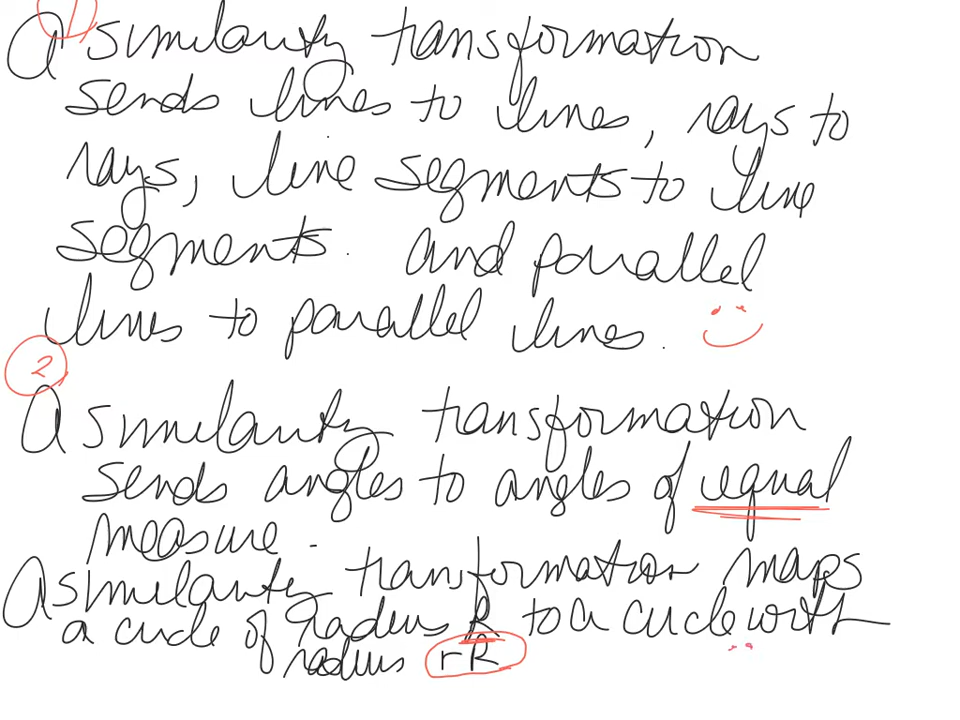 1)
A similarity transformation
sends lines to lines, rays to
rays, line segments to line
segments. and parallel
lines to parallel lines.
2
A similarity transformation
sends angles to angles of equal
measure.
A similarity transformation maps
a circle of radius R to a circle with
radius rR